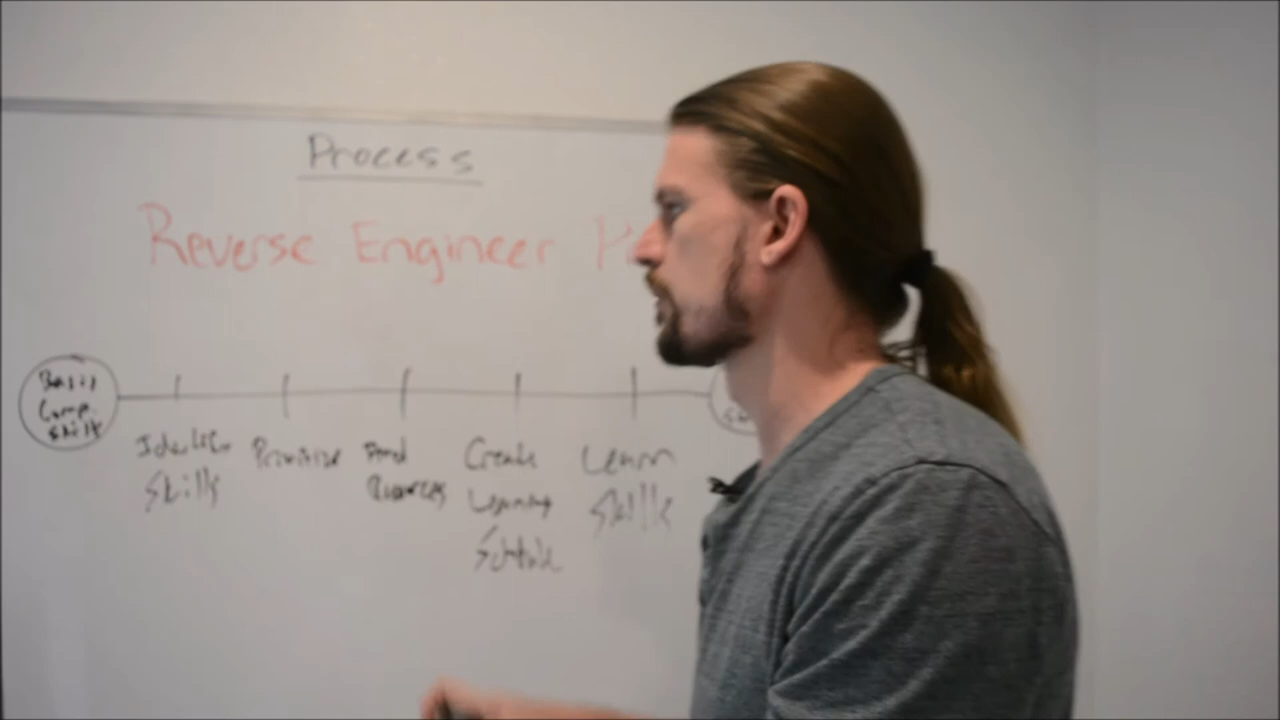 Process
Reverse Engineer
Basic
Comp.
Skills
Identify
Skills
Prioritize
Find
Resources
Create
Learning
Schedule
Learn
Skills